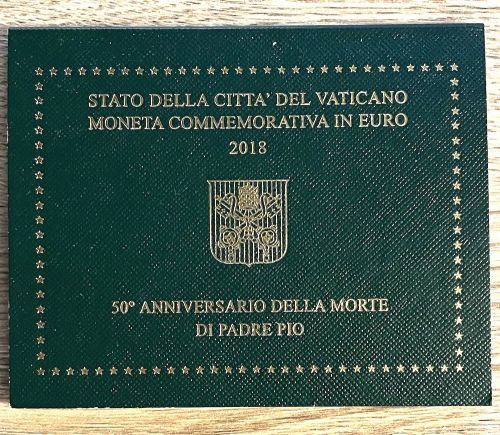 STATO DELLA CITTA' DEL VATICANO
MONETA COMMEMORATIVA IN EURO
2018
50° ANNIVERSARIO DELLA MORTE
DI PADRE PIO